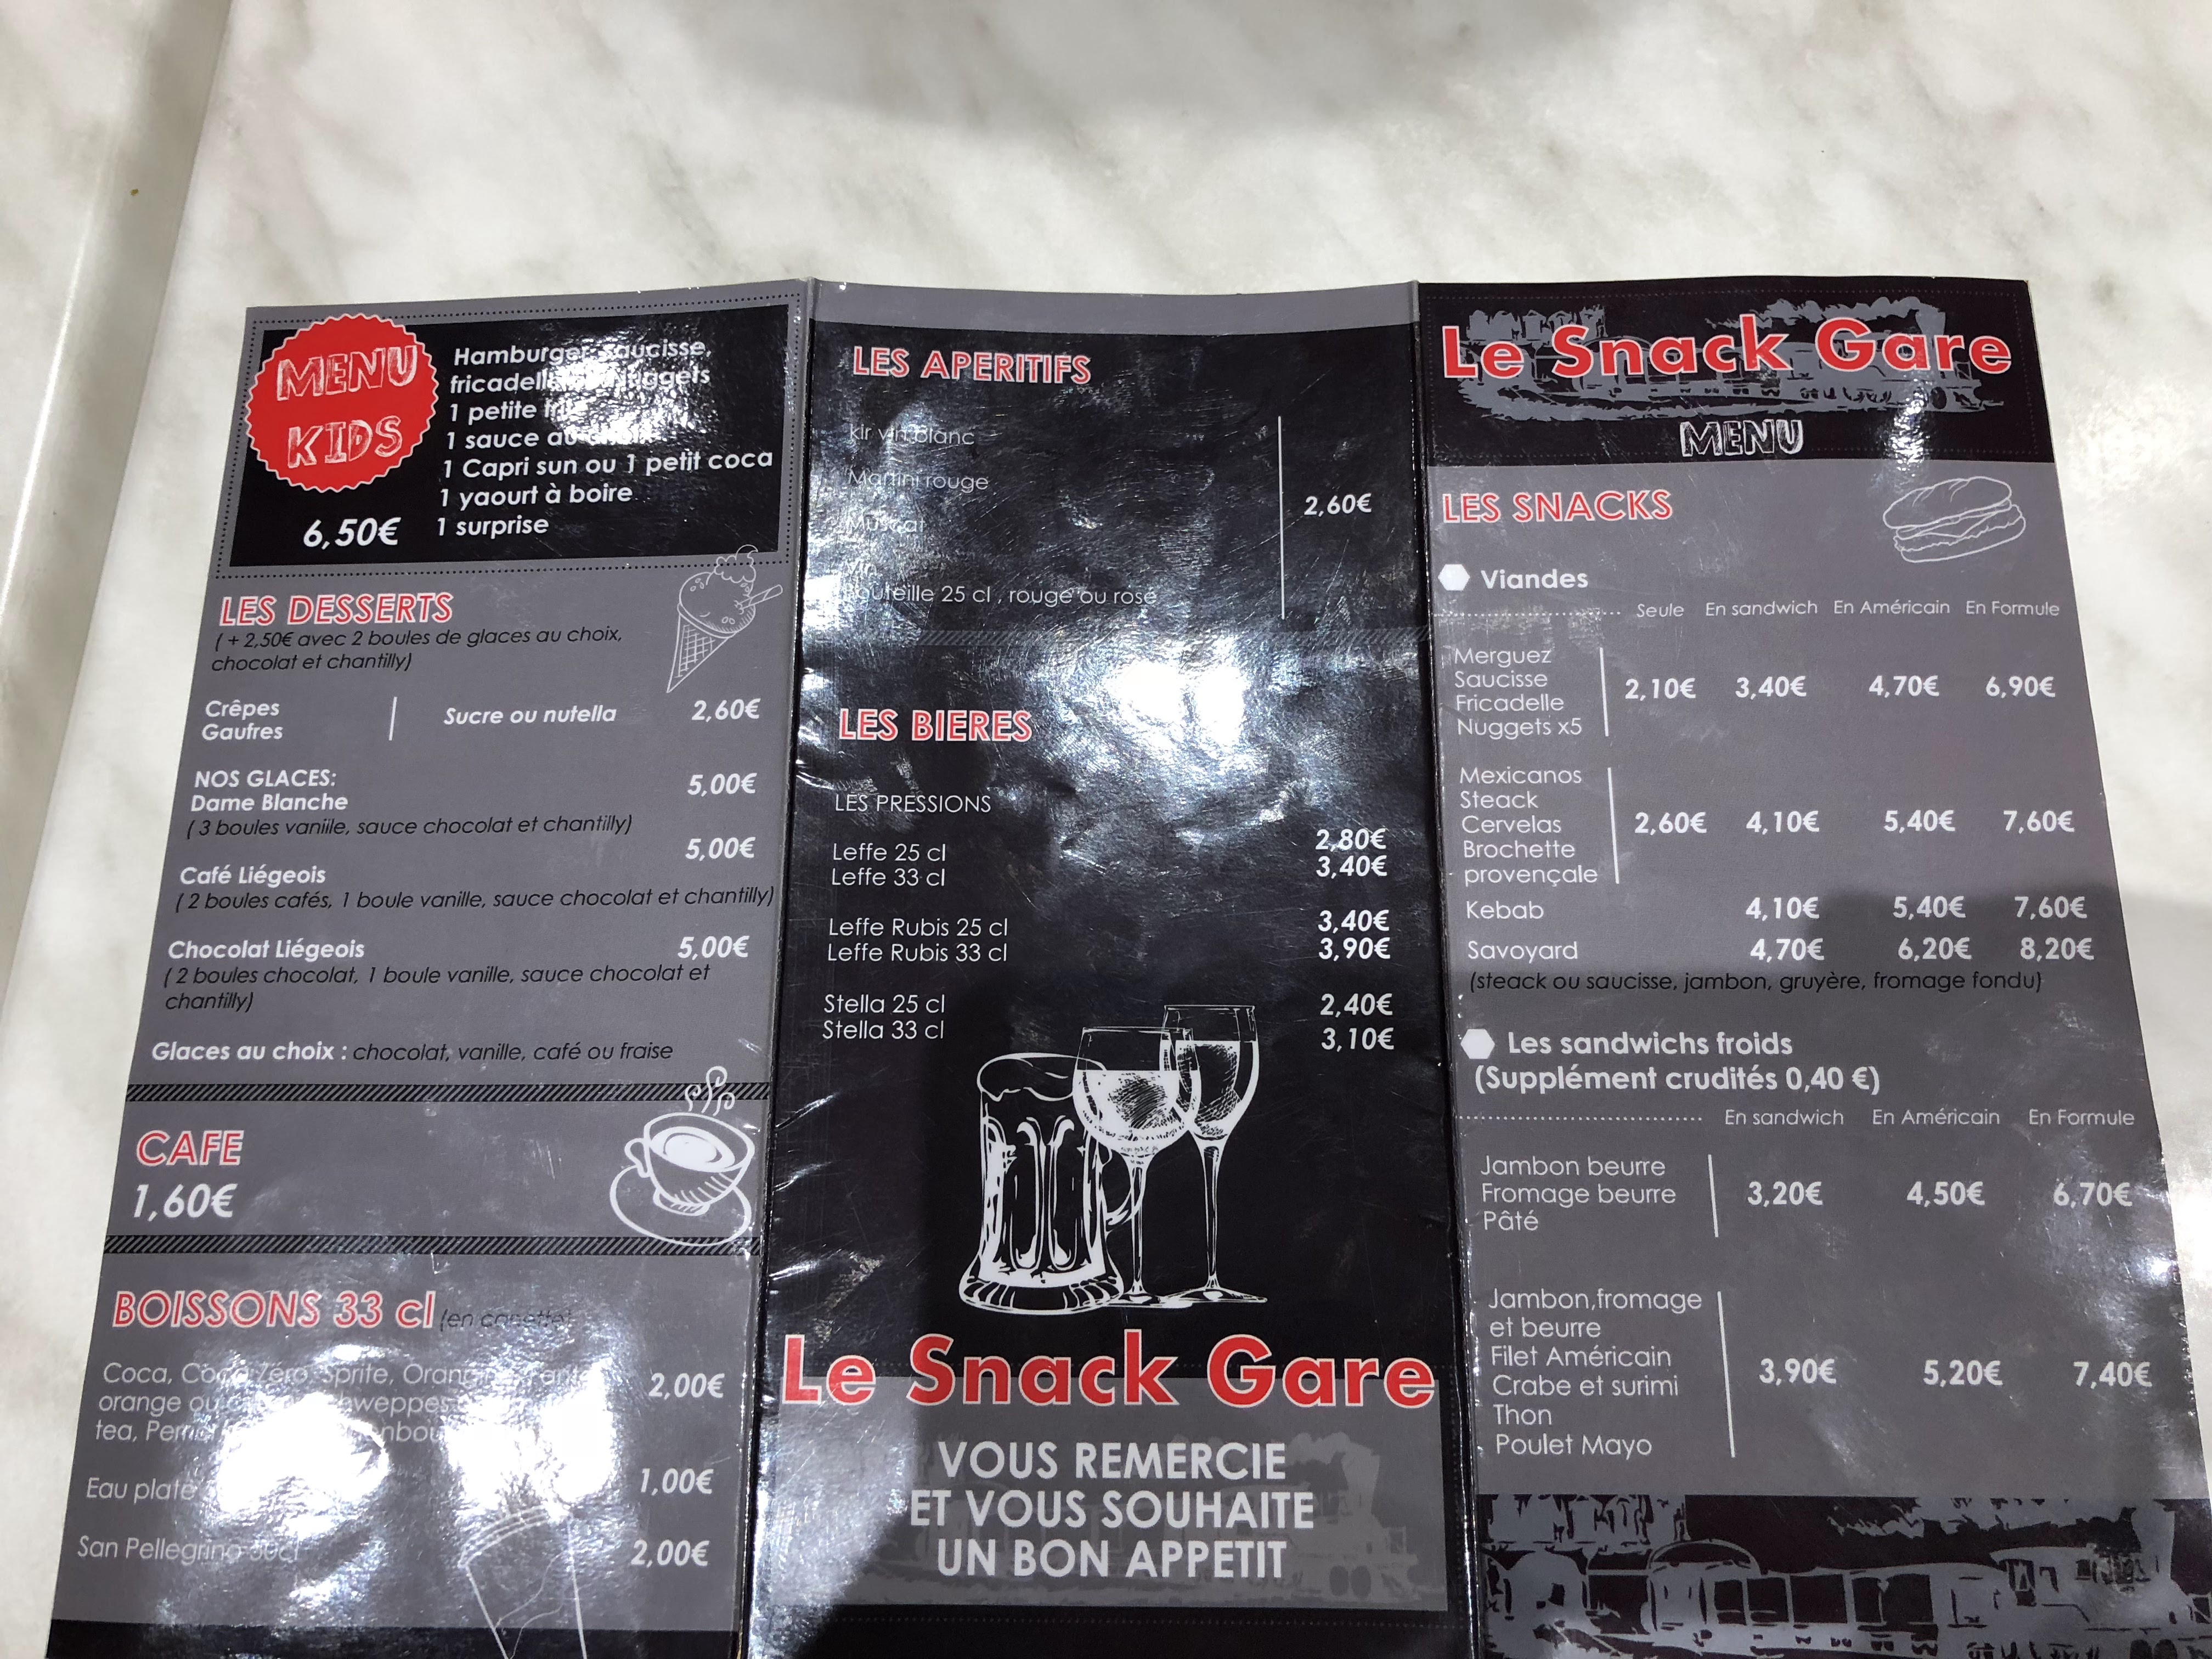 MENU
KIDS
6,50€
Hamburger, saucisse,
fricadelle nuggets
1 petite
1 sauce au
1 Capri sun ou 1 petit coca
1 yaourt à boire
1 surprise
LES DESSERTS
( + 2,50€ avec 2 boules de glaces au choix,
chocolat et chantilly)
Crêpes
Gaufres
Sucre ou nutella 2,60€
NOS GLACES:
Dame Blanche 5,00€
( 3 boules vanille, sauce chocolat et chantilly)
5,00€
Café Liégeois
( 2 boules cafés, 1 boule vanille, sauce chocolat et chantilly)
Chocolat Liégeois 5,00€
( 2 boules chocolat, 1 boule vanille, sauce chocolat et
chantilly)
Glaces au choix : chocolat, vanille, café ou fraise
CAFE
1,60€
BOISSONS 33 cl (en canette)
Coca, Coca Zéro, Sprite, 2,00€
orange ou
tea,
Eau plate 1,00€
San Pellegrino 2,00€
LES APERITIFS
kir vin blanc
Martini rouge
Muscat
2,60€
bouteille 25 cl , rouge ou rosé
LES BIERES
LES PRESSIONS
Leffe 25 cl 2,80€
Leffe 33 cl 3,40€
Leffe Rubis 25 cl 3,40€
Leffe Rubis 33 cl 3,90€
Stella 25 cl 2,40€
Stella 33 cl 3,10€
Le Snack Gare
VOUS REMERCIE
ET VOUS SOUHAITE
UN BON APPETIT
Le Snack Gare
MENU
LES SNACKS
Viandes
Seule En sandwich En Américain En Formule
Merguez
Saucisse
Fricadelle
Nuggets x5
2,10€ 3,40€ 4,70€ 6,90€
Mexicanos
Steack
Cervelas
Brochette
provençale
2,60€ 4,10€ 5,40€ 7,60€
Kebab 4,10€ 5,40€ 7,60€
Savoyard 4,70€ 6,20€ 8,20€
(steack ou saucisse, jambon, gruyère, fromage fondu)
Les sandwichs froids
(Supplément crudités 0,40 €)
En sandwich En Américain En Formule
Jambon beurre
Fromage beurre
Pâté
3,20€ 4,50€ 6,70€
Jambon,fromage
et beurre
Filet Américain
Crabe et surimi
Thon
Poulet Mayo
3,90€ 5,20€ 7,40€